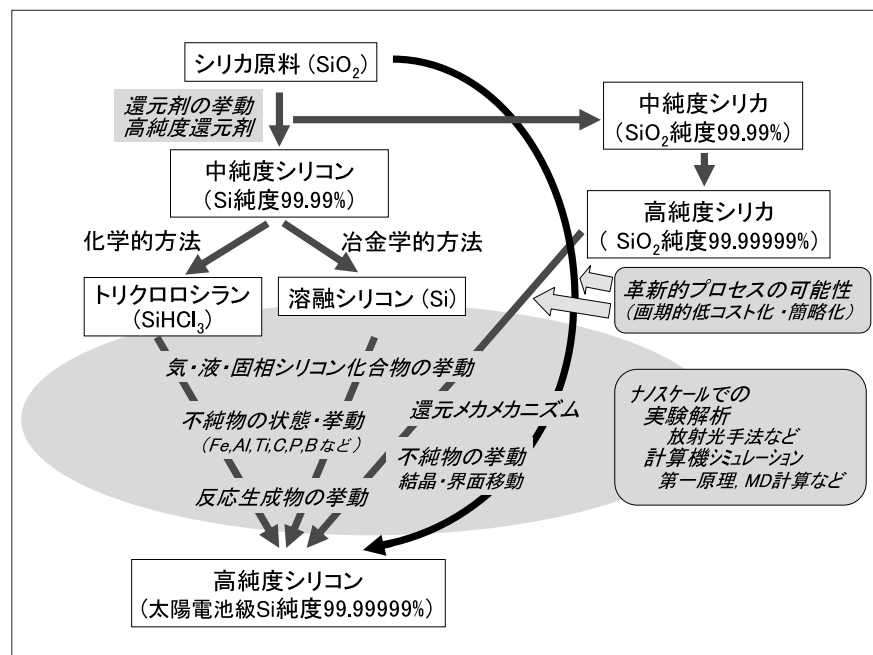 シリカ原料 (SiO₂)
還元剤の挙動
高純度還元剤
中純度シリカ
(SiO₂純度99.99%)
中純度シリコン
(Si純度99.99%)
高純度シリカ
( SiO₂純度99.99999%)
化学的方法
冶金学的方法
トリクロロシラン
(SiHCl₃)
溶融シリコン (Si)
革新的プロセスの可能性
(画期的低コスト化・簡略化)
気・液・固相シリコン化合物の挙動
不純物の状態・挙動
(Fe,Al,Ti,C,P,Bなど)
還元メカメカニズム
不純物の挙動
結晶・界面移動
反応生成物の挙動
ナノスケールでの
実験解析
放射光手法など
計算機シミュレーション
第一原理, MD計算など
高純度シリコン
(太陽電池級Si純度99.99999%)